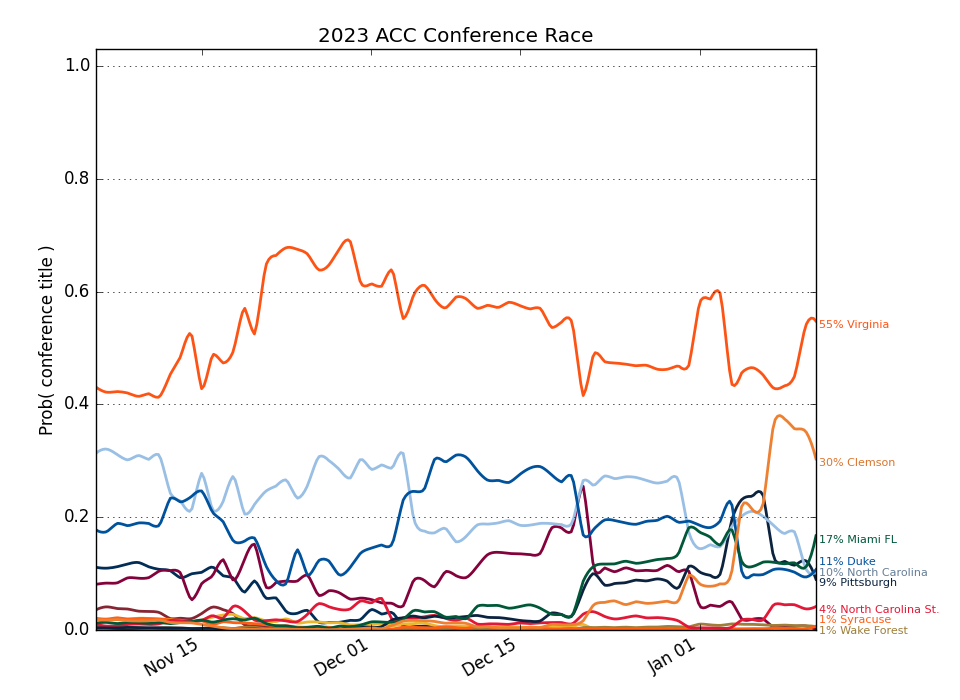 2023 ACC Conference Race
Prob( conference title )
1.0
0.8
0.6
0.4
0.2
0.0
Nov 15
Dec 01
Dec 15
Jan 01
55% Virginia
30% Clemson
17% Miami FL
11% Duke
10% North Carolina
9% Pittsburgh
4% North Carolina St.
1% Syracuse
1% Wake Forest